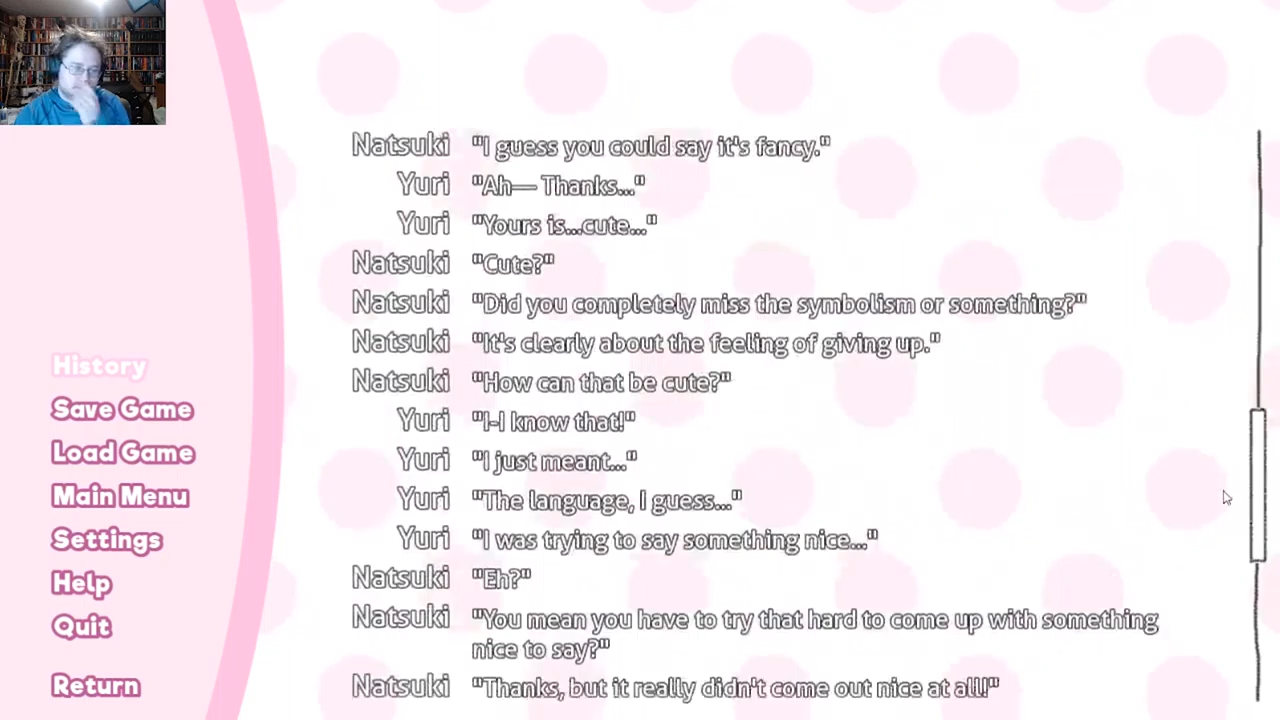 Natsuki "I guess you could say it's fancy."
Yuri "Ah— Thanks..."
Yuri "Yours is...cute..."
Natsuki "Cute?"
Natsuki "Did you completely miss the symbolism or something?"
Natsuki "It's clearly about the feeling of giving up."
Natsuki "How can that be cute?"
Yuri "I-I know that!"
Yuri "I just meant..."
Yuri "The language, I guess..."
Yuri "I was trying to say something nice..."
Natsuki "Eh?"
Natsuki "You mean you have to try that hard to come up with something
nice to say?"
Natsuki "Thanks, but it really didn't come out nice at all!"
History
Save Game
Load Game
Main Menu
Settings
Help
Quit
Return